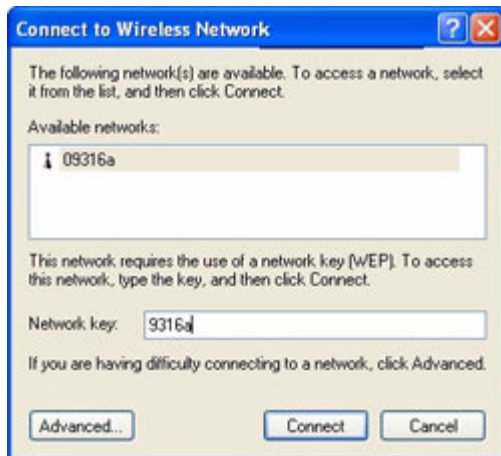 Connect to Wireless Network
The following network(s) are available. To access a network, select
it from the list, and then click Connect.
Available networks:
09316a
This network requires the use of a network key (WEP). To access
this network, type the key, and then click Connect.
Network key: 9316a
If you are having difficulty connecting to a network, click Advanced.
Advanced... Connect Cancel